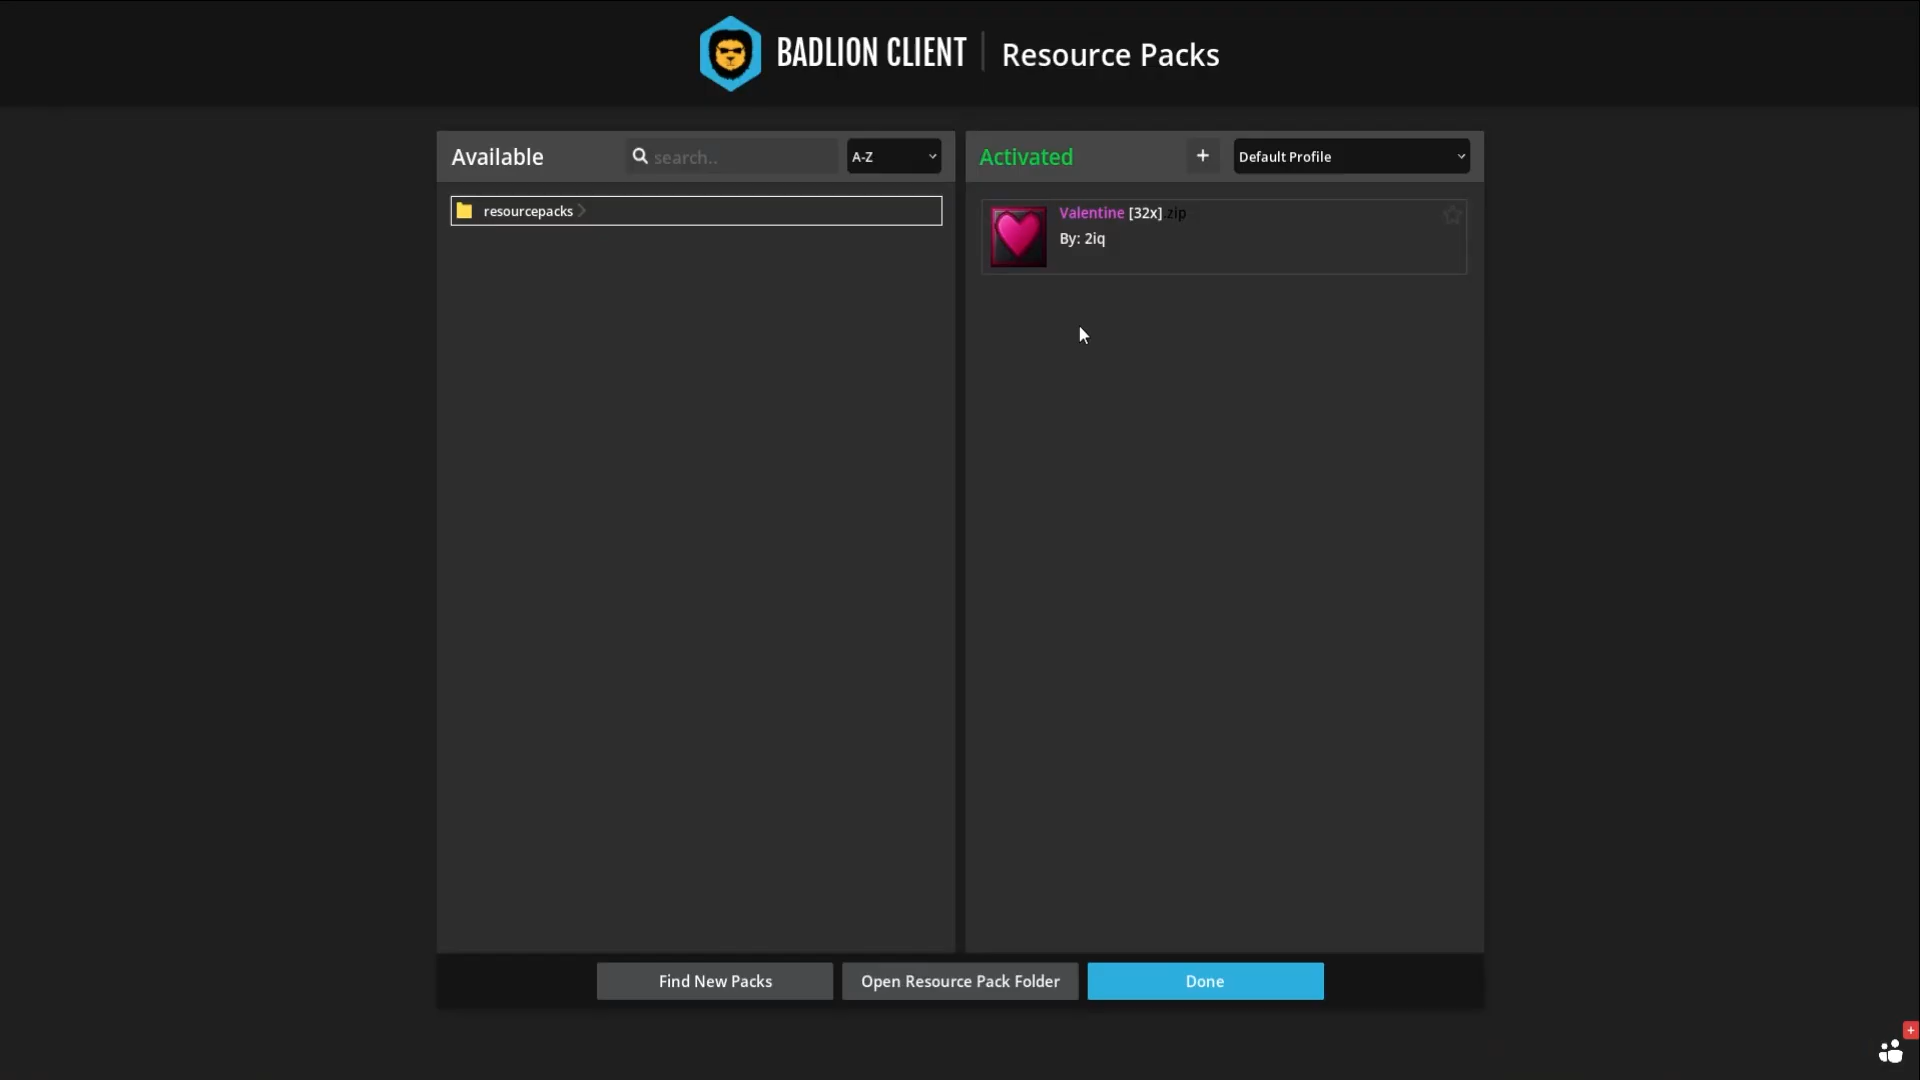 BADLION CLIENT | Resource Packs
Available
search..
A-Z
Activated
+
Default Profile
resourcepacks
Valentine [32x].zip
By: 2iq
Find New Packs
Open Resource Pack Folder
Done
+